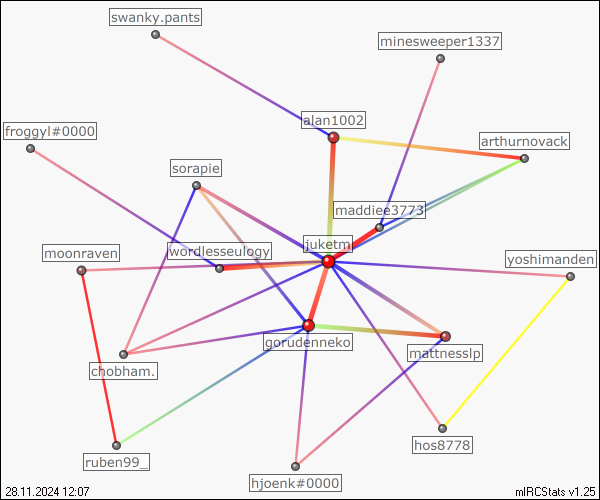 swanky.pants
minesweeper1337
alan1002
froggyl#0000
arthurnovack
sorapie
maddiee3773
juketm
wordlesseulogy
moonraven
yoshimanden
gorudenneko
mattnesslp
chobham.
hos8778
ruben99_
hjoenk#0000
28.11.2024 12:07
mIRCStats v1.25